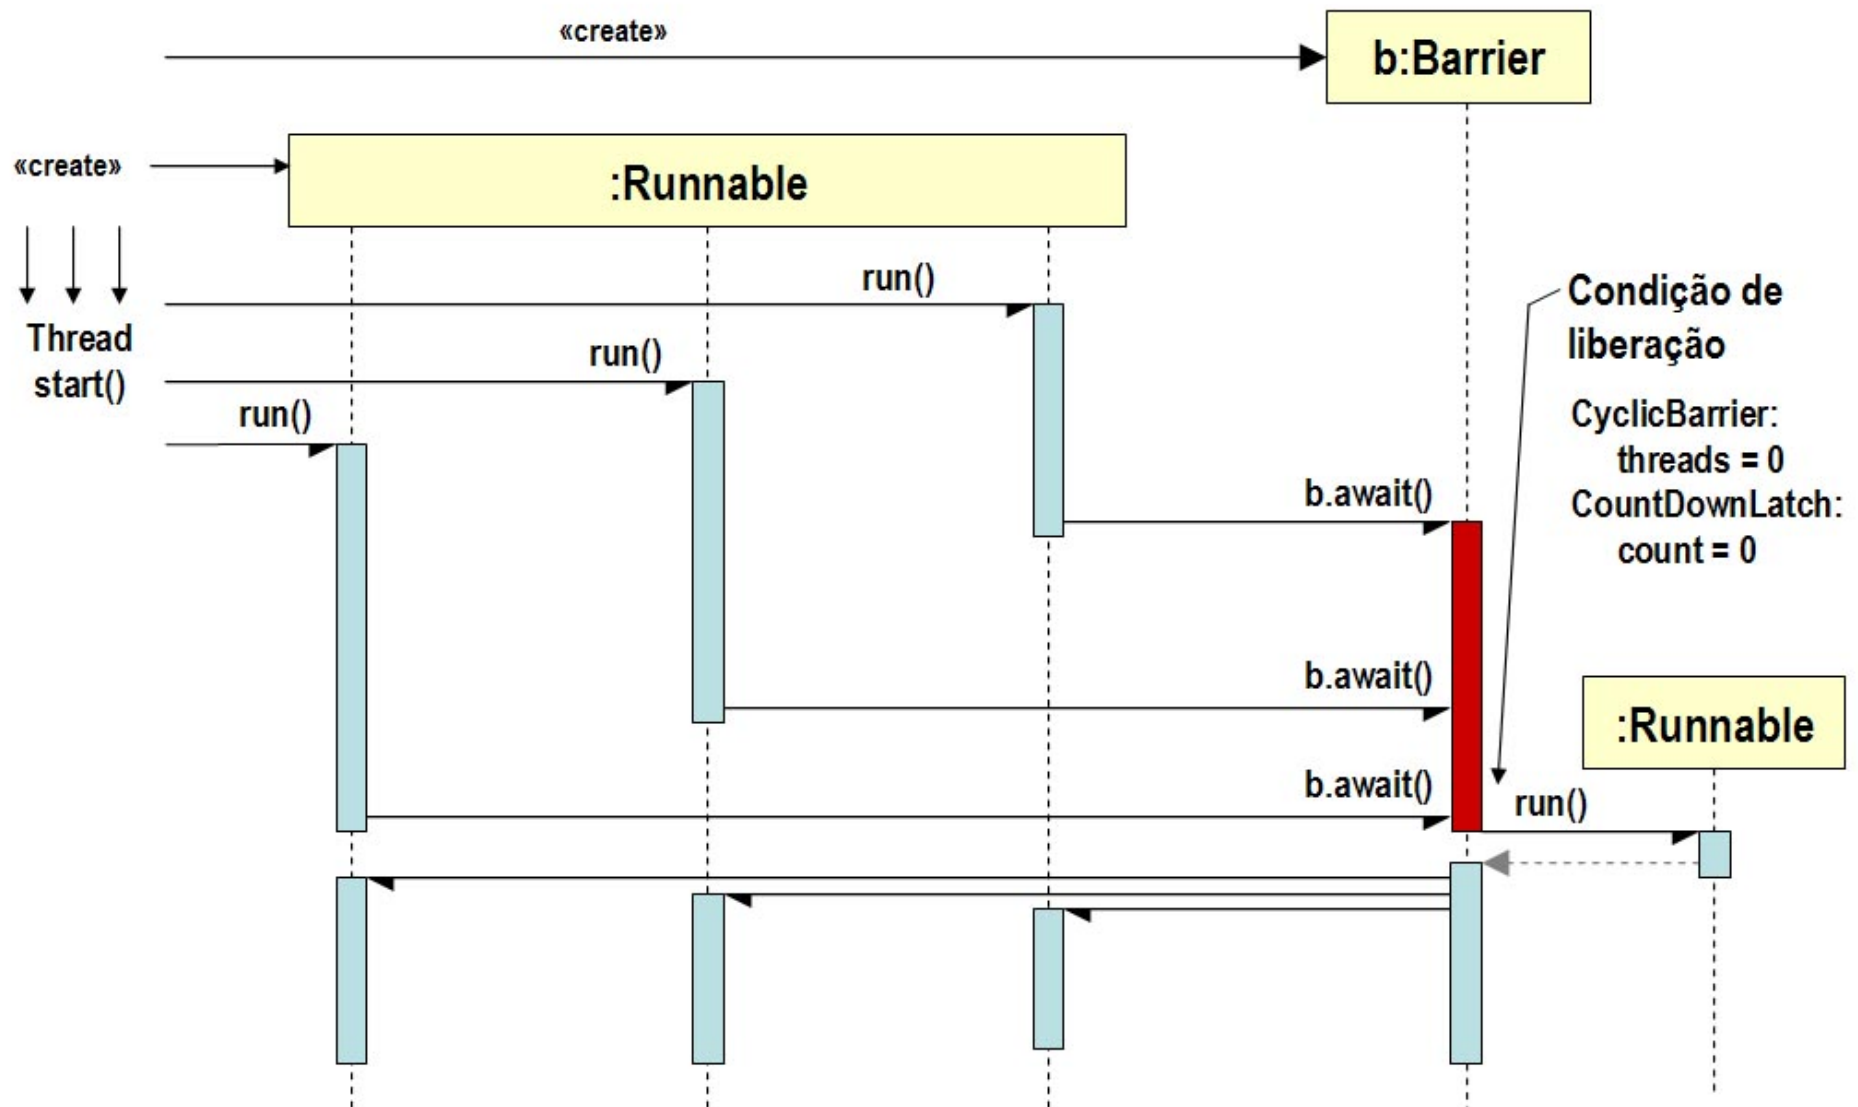 «create»
b:Barrier
«create»
:Runnable
run()
Condição de
liberação
Thread
start()
run()
run()
CyclicBarrier:
threads = 0
CountDownLatch:
count = 0
b.await()
b.await()
:Runnable
b.await()
run()